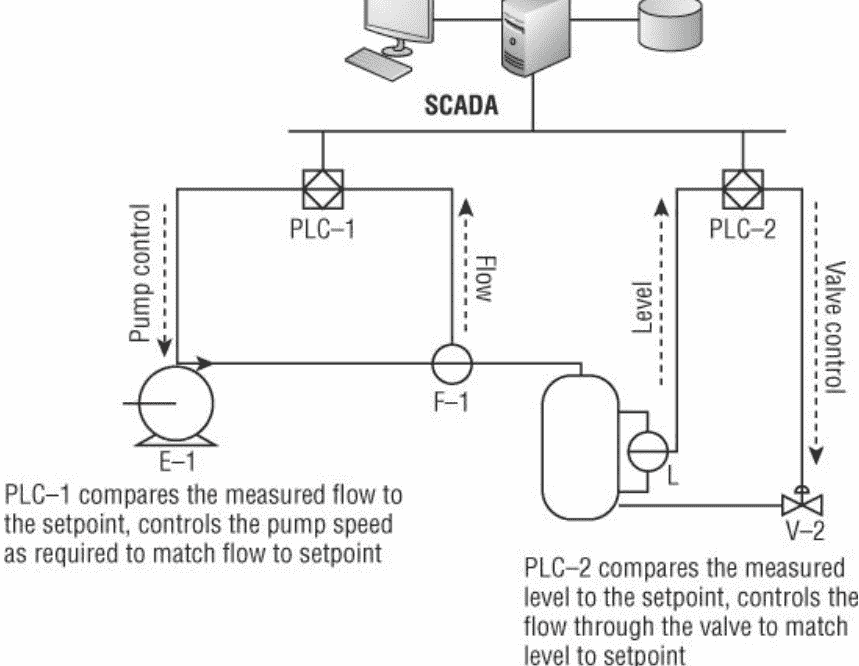 SCADA
PLC–1
PLC–2
Pump control
Flow
Level
Valve control
F–1
E–1
L
V–2
PLC–1 compares the measured flow to
the setpoint, controls the pump speed
as required to match flow to setpoint
PLC–2 compares the measured
level to the setpoint, controls the
flow through the valve to match
level to setpoint